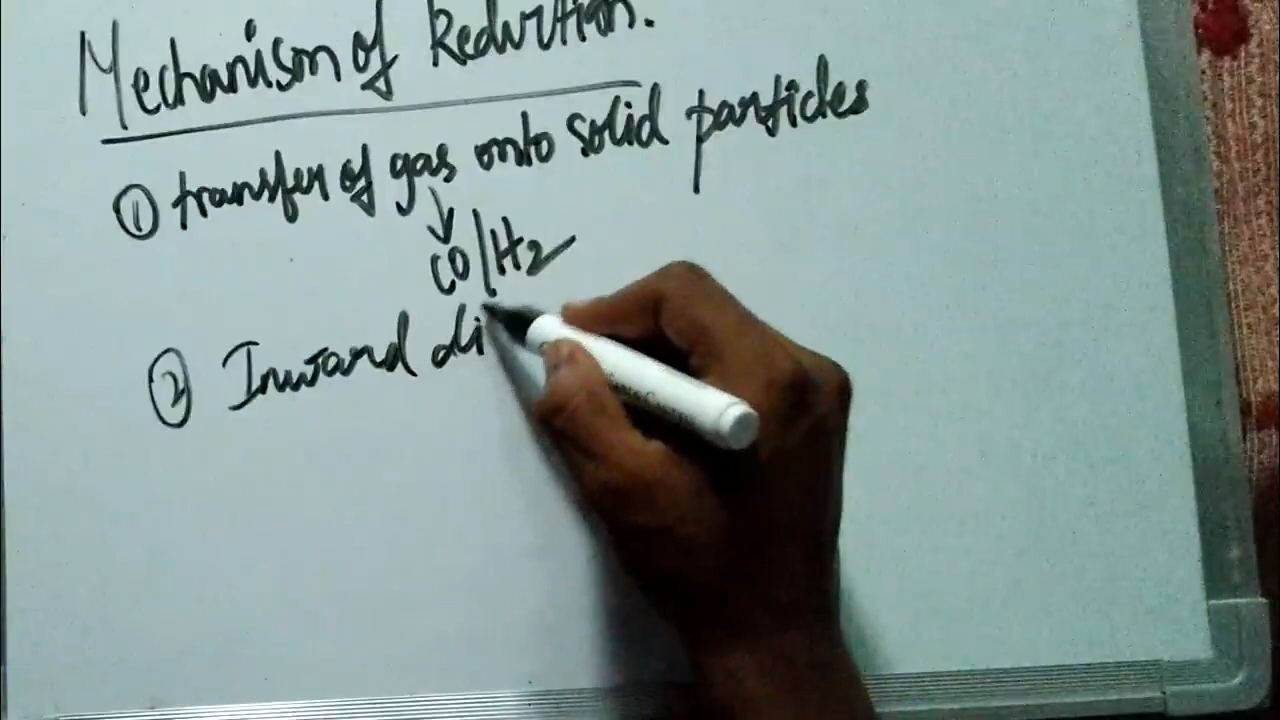 Mechanism of Reduction.
① transfer of gas onto solid particles
↓
CO/H2
② Inward di